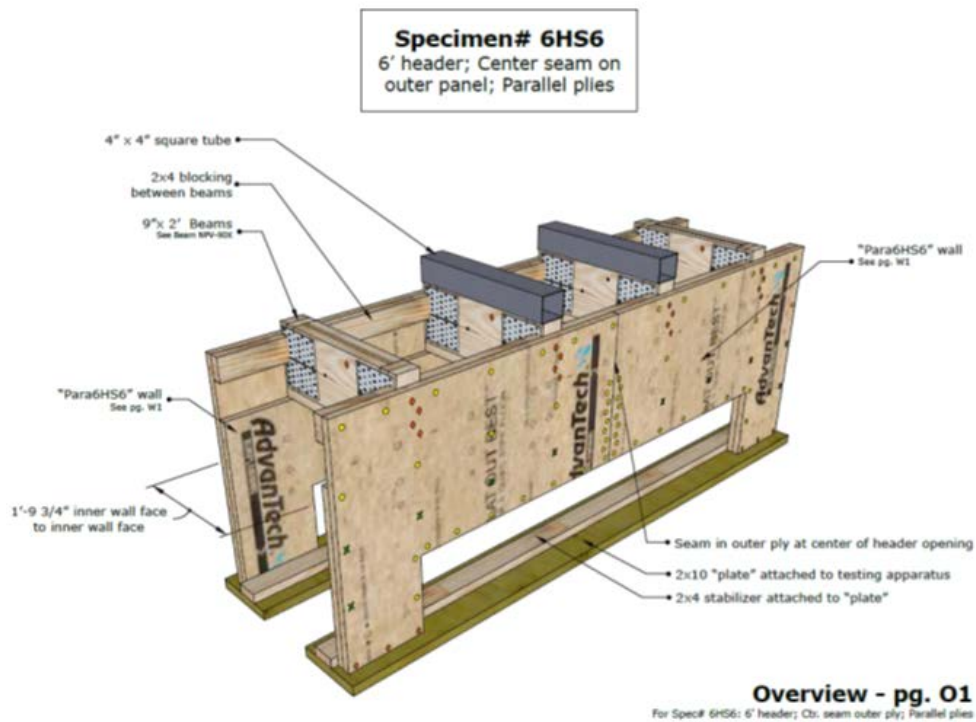 Specimen# 6HS6
6' header; Center seam on
outer panel; Parallel plies
4" x 4" square tube
2x4 blocking
between beams
9"x 2' Beams
See Beam NPV-90X
"Para6HS6" wall
See pg. W1
"Para6HS6" wall
See pg. W1
AdvanTech
AdvanTech
AdvanTech
1'-9 3/4" inner wall face
to inner wall face
Seam in outer ply at center of header opening
2x10 "plate" attached to testing apparatus
2x4 stabilizer attached to "plate"
Overview - pg. O1
For Spec# 6HS6: 6' header; Ctr. seam outer ply; Parallel plies